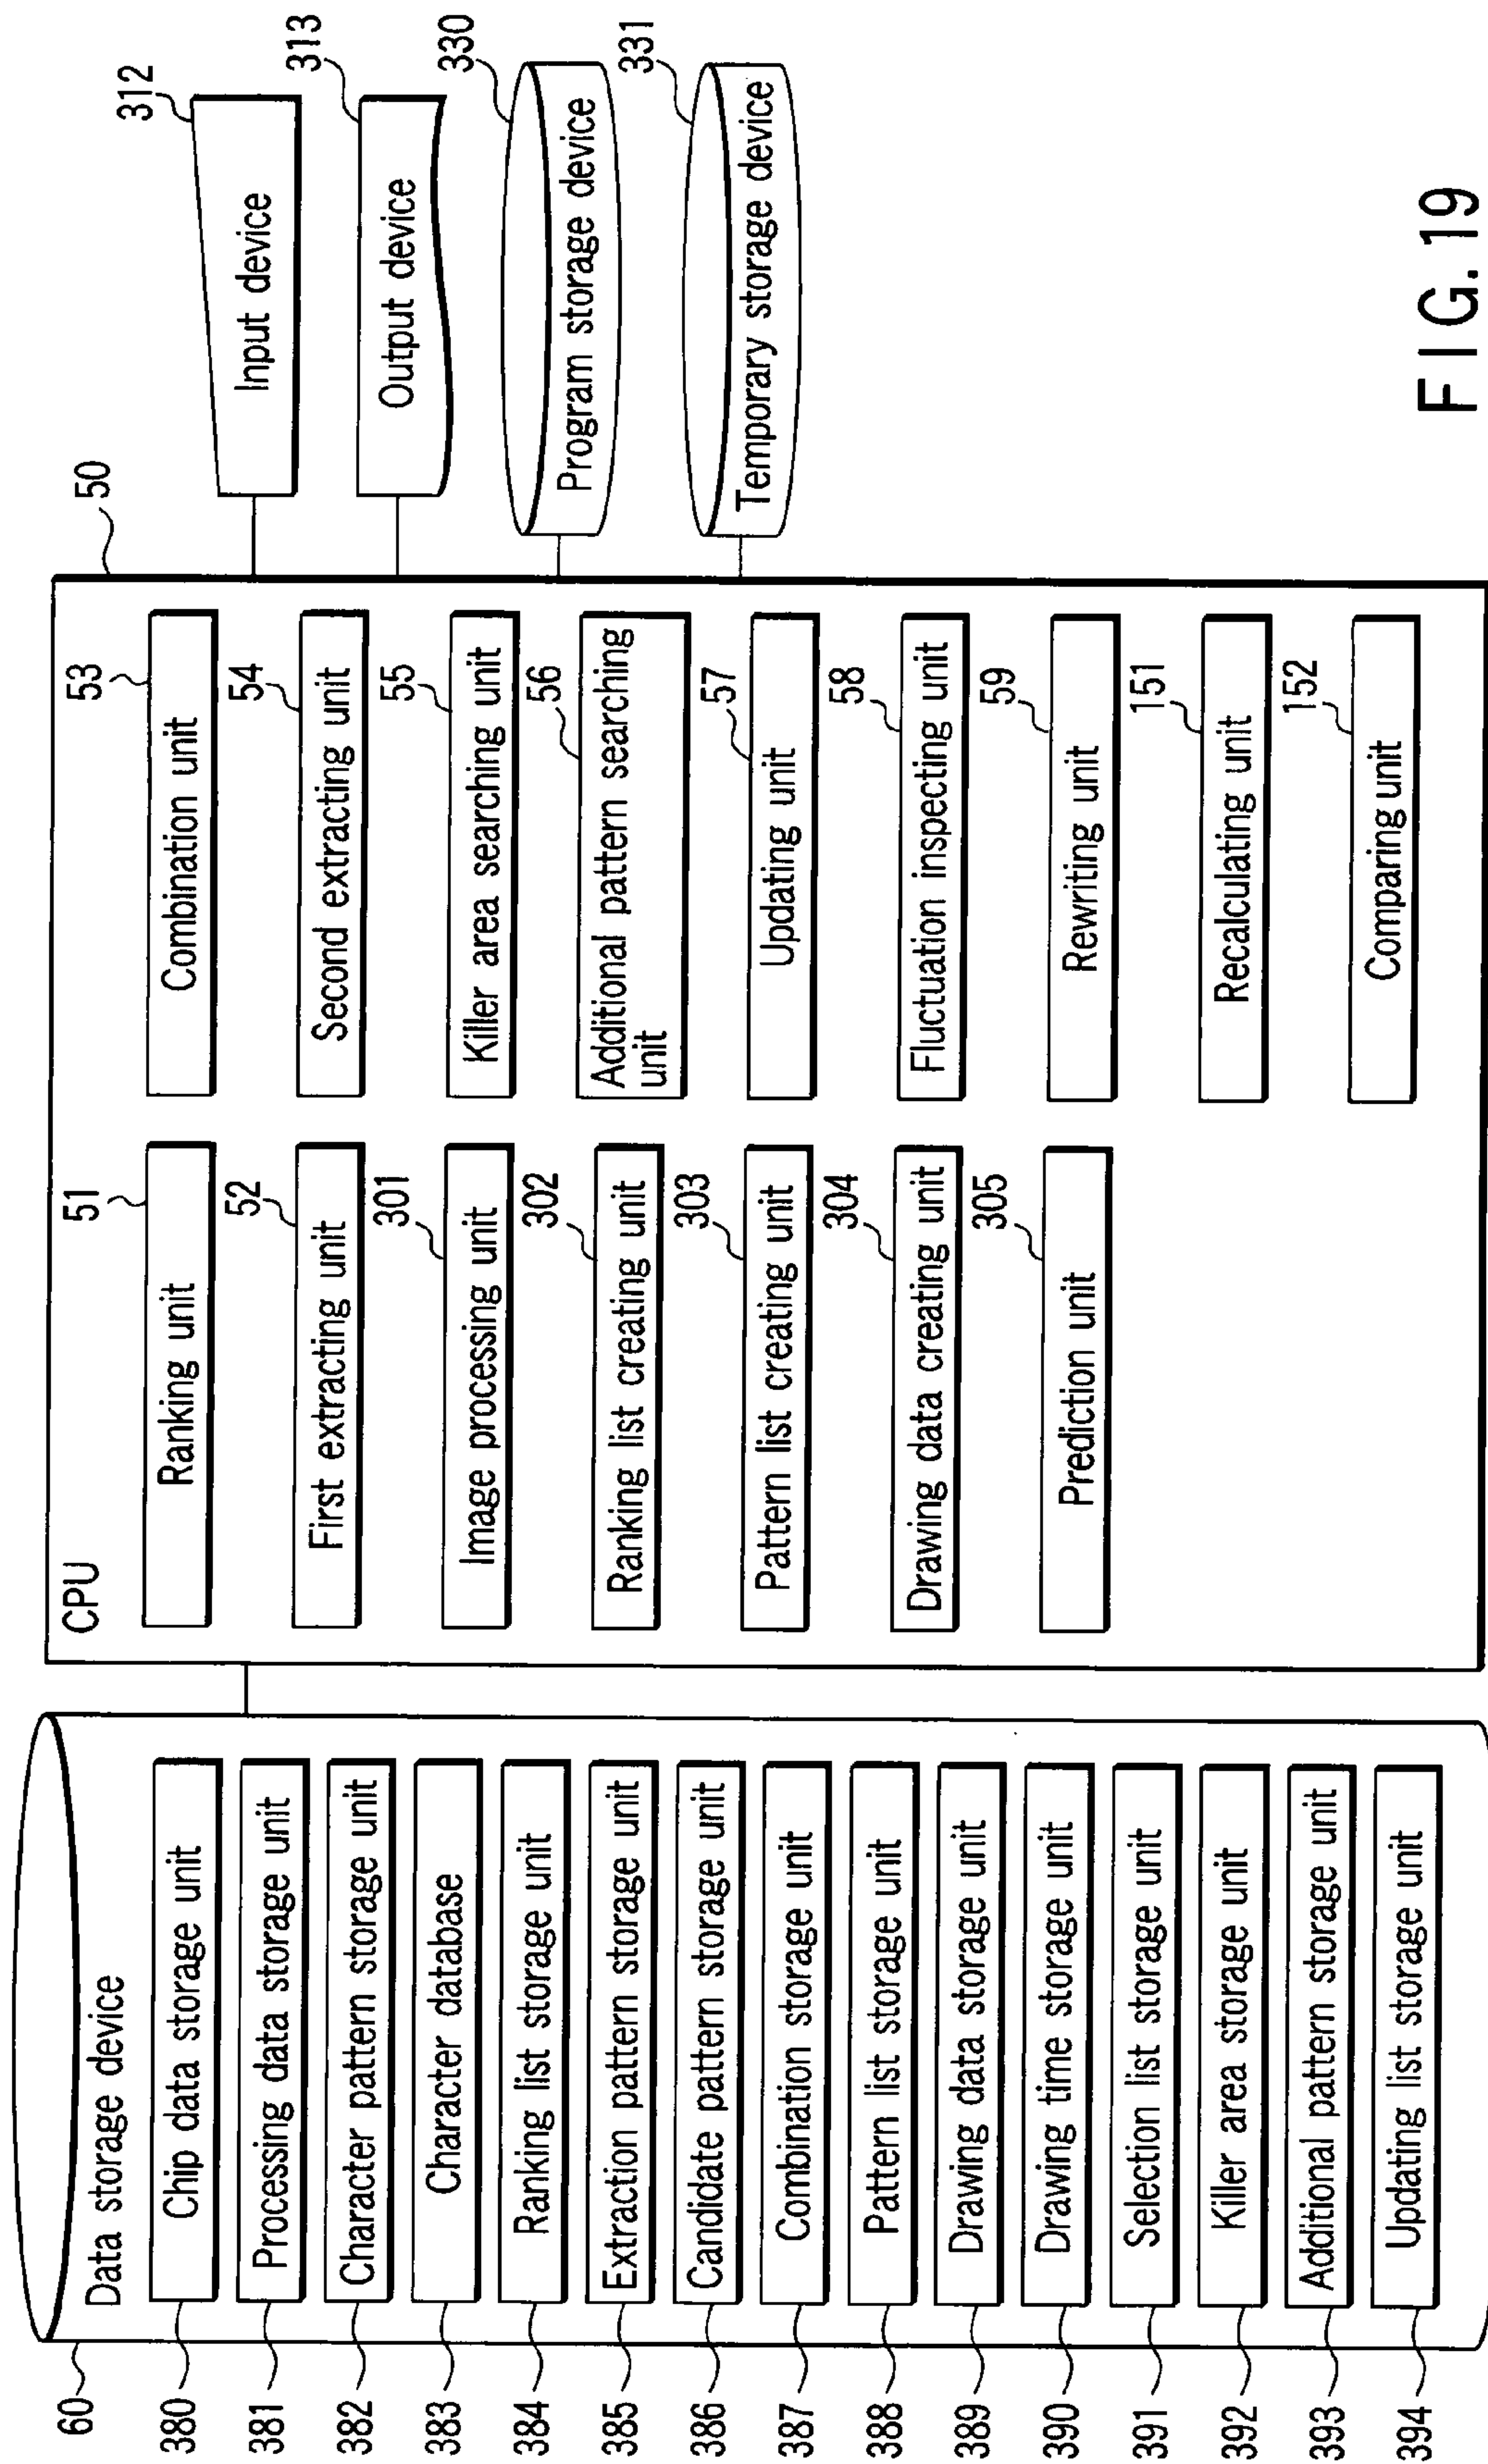 60
Data storage device
380
Chip data storage unit
381
Processing data storage unit
382
Character pattern storage unit
383
Character database
384
Ranking list storage unit
385
Extraction pattern storage unit
386
Candidate pattern storage unit
387
Combination storage unit
388
Pattern list storage unit
389
Drawing data storage unit
390
Drawing time storage unit
391
Selection list storage unit
392
Killer area storage unit
393
Additional pattern storage unit
394
Updating list storage unit
50
CPU
51
Ranking unit
52
First extracting unit
301
Image processing unit
302
Ranking list creating unit
303
Pattern list creating unit
304
Drawing data creating unit
305
Prediction unit
53
Combination unit
54
Second extracting unit
55
Killer area searching unit
56
Additional pattern searching
unit
57
Updating unit
58
Fluctuation inspecting unit
59
Rewriting unit
151
Recalculating unit
152
Comparing unit
312
Input device
313
Output device
330
Program storage device
331
Temporary storage device
FIG. 19